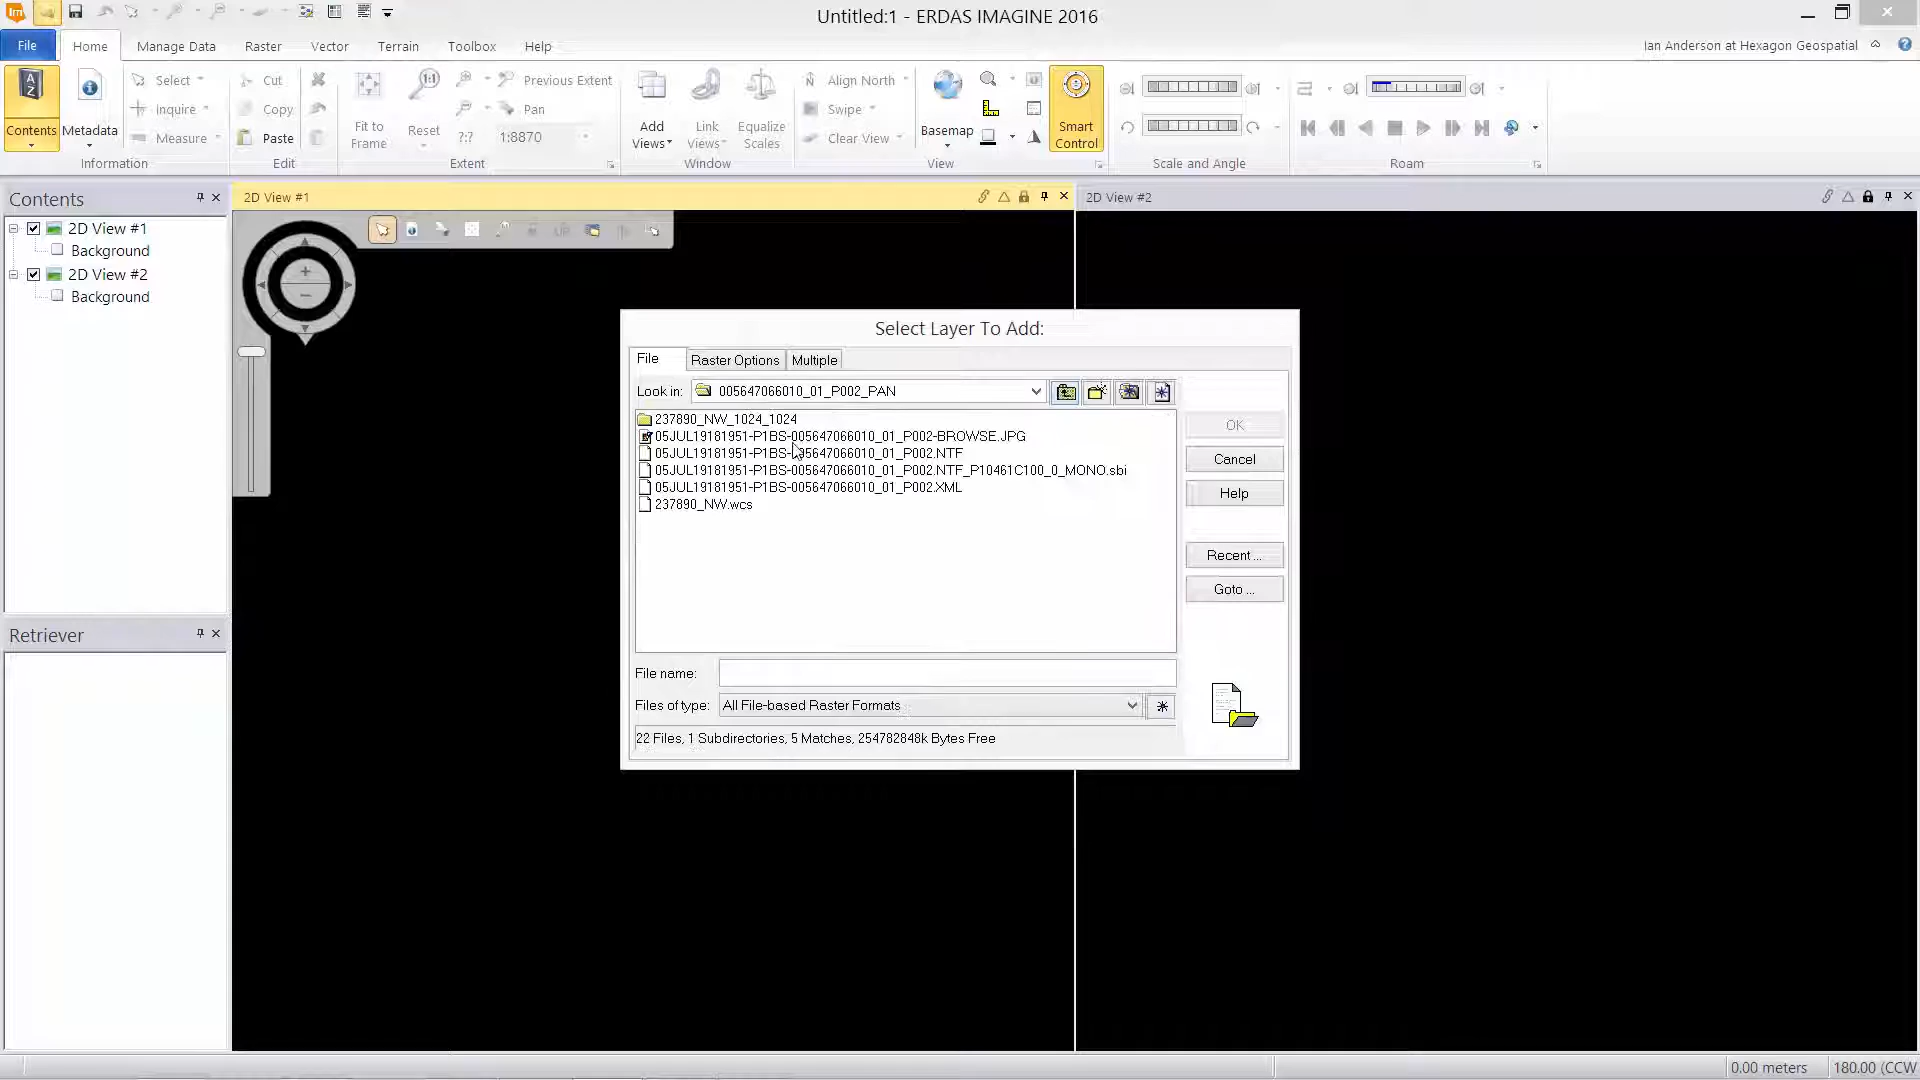 Untitled:1 - ERDAS IMAGINE 2016
File Home Manage Data Raster Vector Terrain Toolbox Help
Ian Anderson at Hexagon Geospatial
Contents
Metadata
Information
Select
Inquire
Measure
Cut
Copy
Paste
Edit
Fit to
Frame
Reset
?:?
1:8870
Previous Extent
Pan
Extent
Add
Views
Link
Views
Equalize
Scales
Window
Align North
Swipe
Clear View
Basemap
View
Smart
Control
Scale and Angle
Roam
Contents
2D View #1
Background
2D View #2
Background
Retriever
2D View #1
2D View #2
Select Layer To Add:
File Raster Options Multiple
Look in: 005647066010_01_P002_PAN
237890_NW_1024_1024
05JUL19181951-P1BS-005647066010_01_P002-BROWSE.JPG
05JUL19181951-P1BS-005647066010_01_P002.NTF
05JUL19181951-P1BS-005647066010_01_P002.NTF_P10461C100_0_MONO.sbi
05JUL19181951-P1BS-005647066010_01_P002.XML
237890_NW.wcs
OK
Cancel
Help
Recent ...
Goto ...
File name:
Files of type: All File-based Raster Formats
22 Files, 1 Subdirectories, 5 Matches, 254782848k Bytes Free
0.00 meters
180.00 (CCW